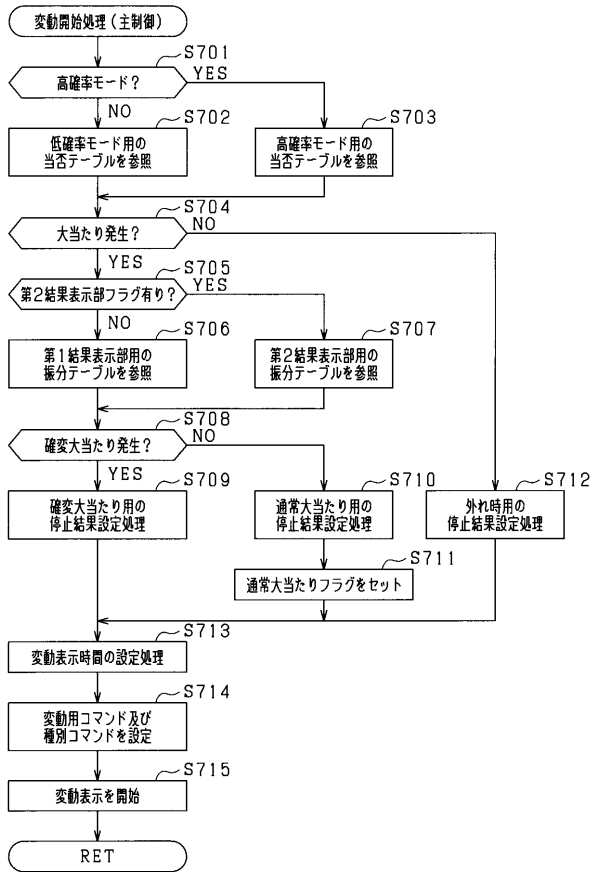 変動開始処理（主制御）
S701
高確率モード？
YES
NO
S702
低確率モード用の
当否テーブルを参照
S703
高確率モード用の
当否テーブルを参照
S704
大当たり発生？
NO
YES
S705
第2結果表示部フラグ有り？
YES
NO
S706
第1結果表示部用の
振分テーブルを参照
S707
第2結果表示部用の
振分テーブルを参照
S708
確変大当たり発生？
NO
YES
S709
確変大当たり用の
停止結果設定処理
S710
通常大当たり用の
停止結果設定処理
S712
外れ時用の
停止結果設定処理
S711
通常大当たりフラグをセット
S713
変動表示時間の設定処理
S714
変動用コマンド及び
種別コマンドを設定
S715
変動表示を開始
RET